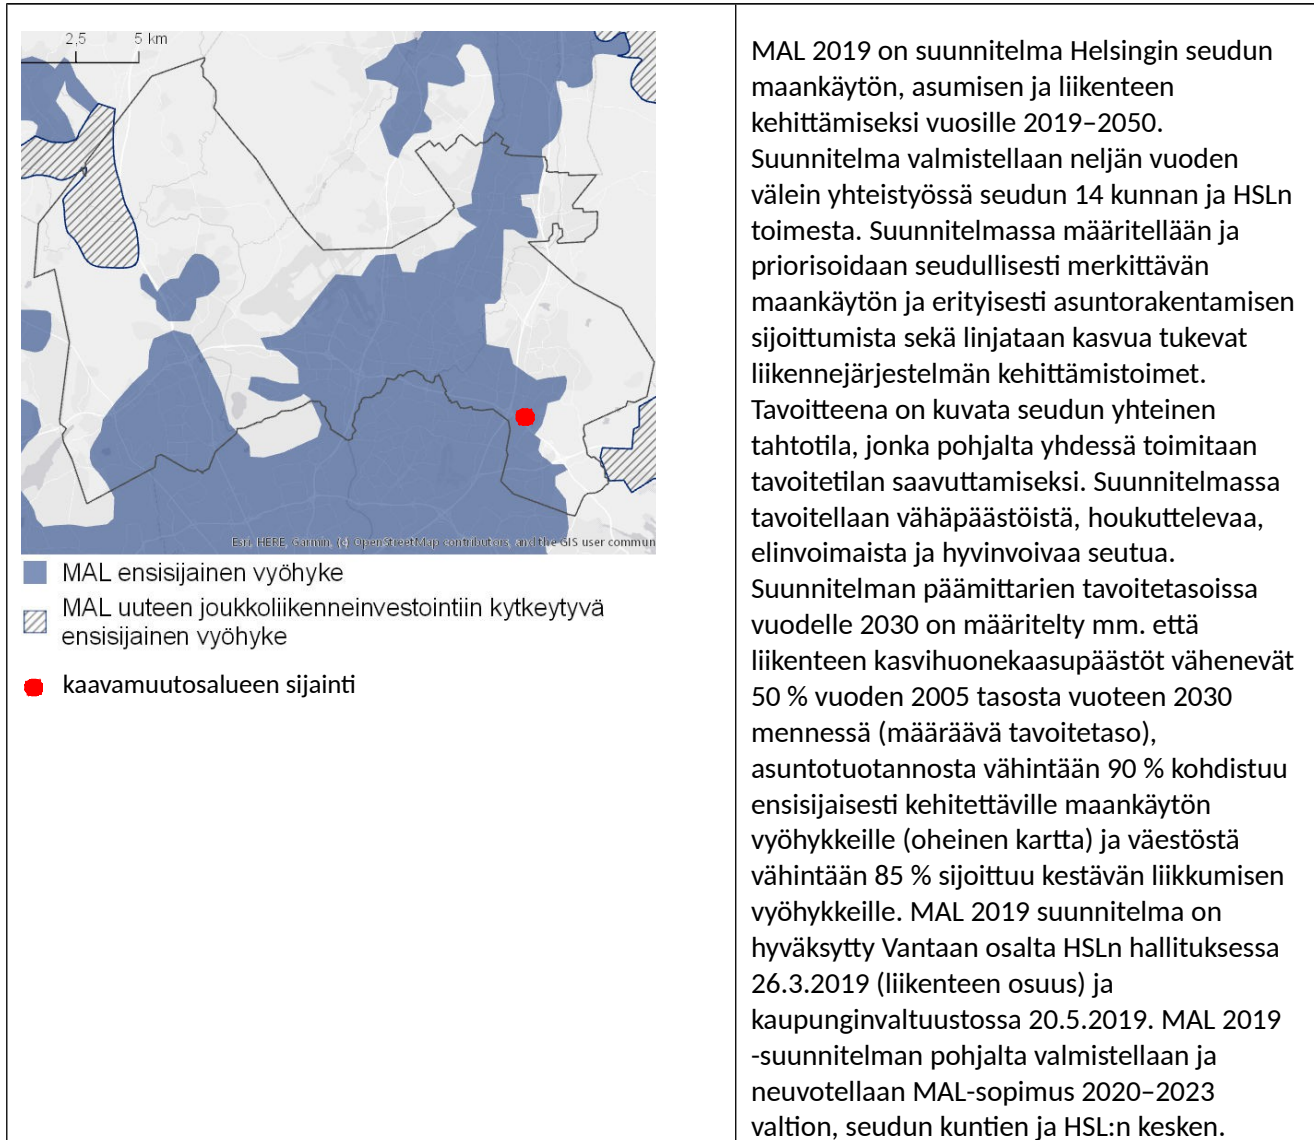 2,5 5 km
Esri, HERE, Garmin, (c) OpenStreetMap contributors, and the GIS user commun
MAL ensisijainen vyöhyke
MAL uuteen joukkoliikenneinvestointiin kytkeytyvä
ensisijainen vyöhyke
kaavamuutosalueen sijainti
MAL 2019 on suunnitelma Helsingin seudun
maankäytön, asumisen ja liikenteen
kehittämiseksi vuosille 2019–2050.
Suunnitelma valmistellaan neljän vuoden
välein yhteistyössä seudun 14 kunnan ja HSLn
toimesta. Suunnitelmassa määritellään ja
priorisoidaan seudullisesti merkittävän
maankäytön ja erityisesti asuntorakentamisen
sijoittumista sekä linjataan kasvua tukevat
liikennejärjestelmän kehittämistoimet.
Tavoitteena on kuvata seudun yhteinen
tahtotila, jonka pohjalta yhdessä toimitaan
tavoitetilan saavuttamiseksi. Suunnitelmassa
tavoitellaan vähäpäästöistä, houkuttelevaa,
elinvoimaista ja hyvinvoivaa seutua.
Suunnitelman päämittarien tavoitetasoissa
vuodelle 2030 on määritelty mm. että
liikenteen kasvihuonekaasupäästöt vähenevät
50 % vuoden 2005 tasosta vuoteen 2030
mennessä (määräävä tavoitetaso),
asuntotuotannosta vähintään 90 % kohdistuu
ensisijaisesti kehitettäville maankäytön
vyöhykkeille (oheinen kartta) ja väestöstä
vähintään 85 % sijoittuu kestävän liikkumisen
vyöhykkeille. MAL 2019 suunnitelma on
hyväksytty Vantaan osalta HSLn hallituksessa
26.3.2019 (liikenteen osuus) ja
kaupunginvaltuustossa 20.5.2019. MAL 2019
-suunnitelman pohjalta valmistellaan ja
neuvotellaan MAL-sopimus 2020–2023
valtion, seudun kuntien ja HSL:n kesken.